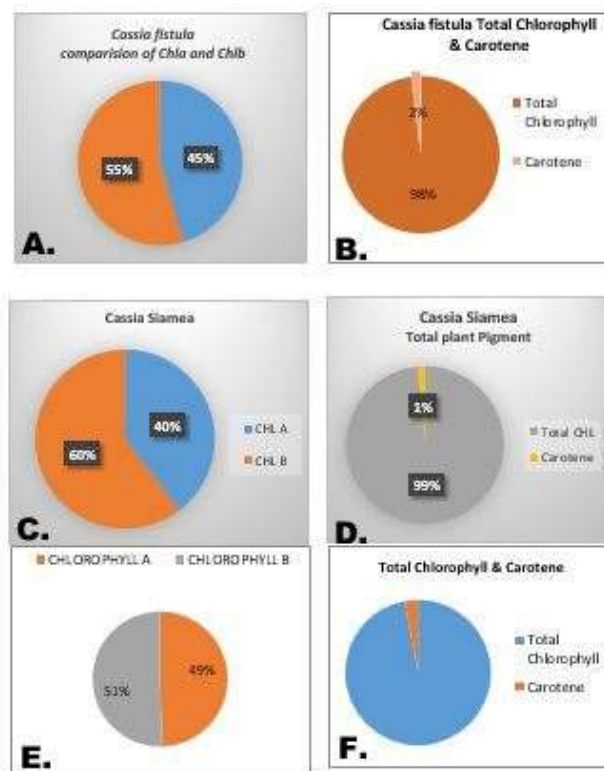 Cassia fistula
comparision of Chla and Chlb
55%
45%
A.
Cassia fistula Total Chlorophyll
& Carotene
2%
98%
Total
Chlorophyll
Carotene
B.
Cassia Siamea
40%
60%
CHL A
CHL B
C.
Cassia Siamea
Total plant Pigment
1%
99%
Total CHL
Carotene
D.
CHLOROPHYLL A
CHLOROPHYLL B
51%
49%
E.
Total Chlorophyll & Carotene
Total
Chlorophyll
Carotene
F.